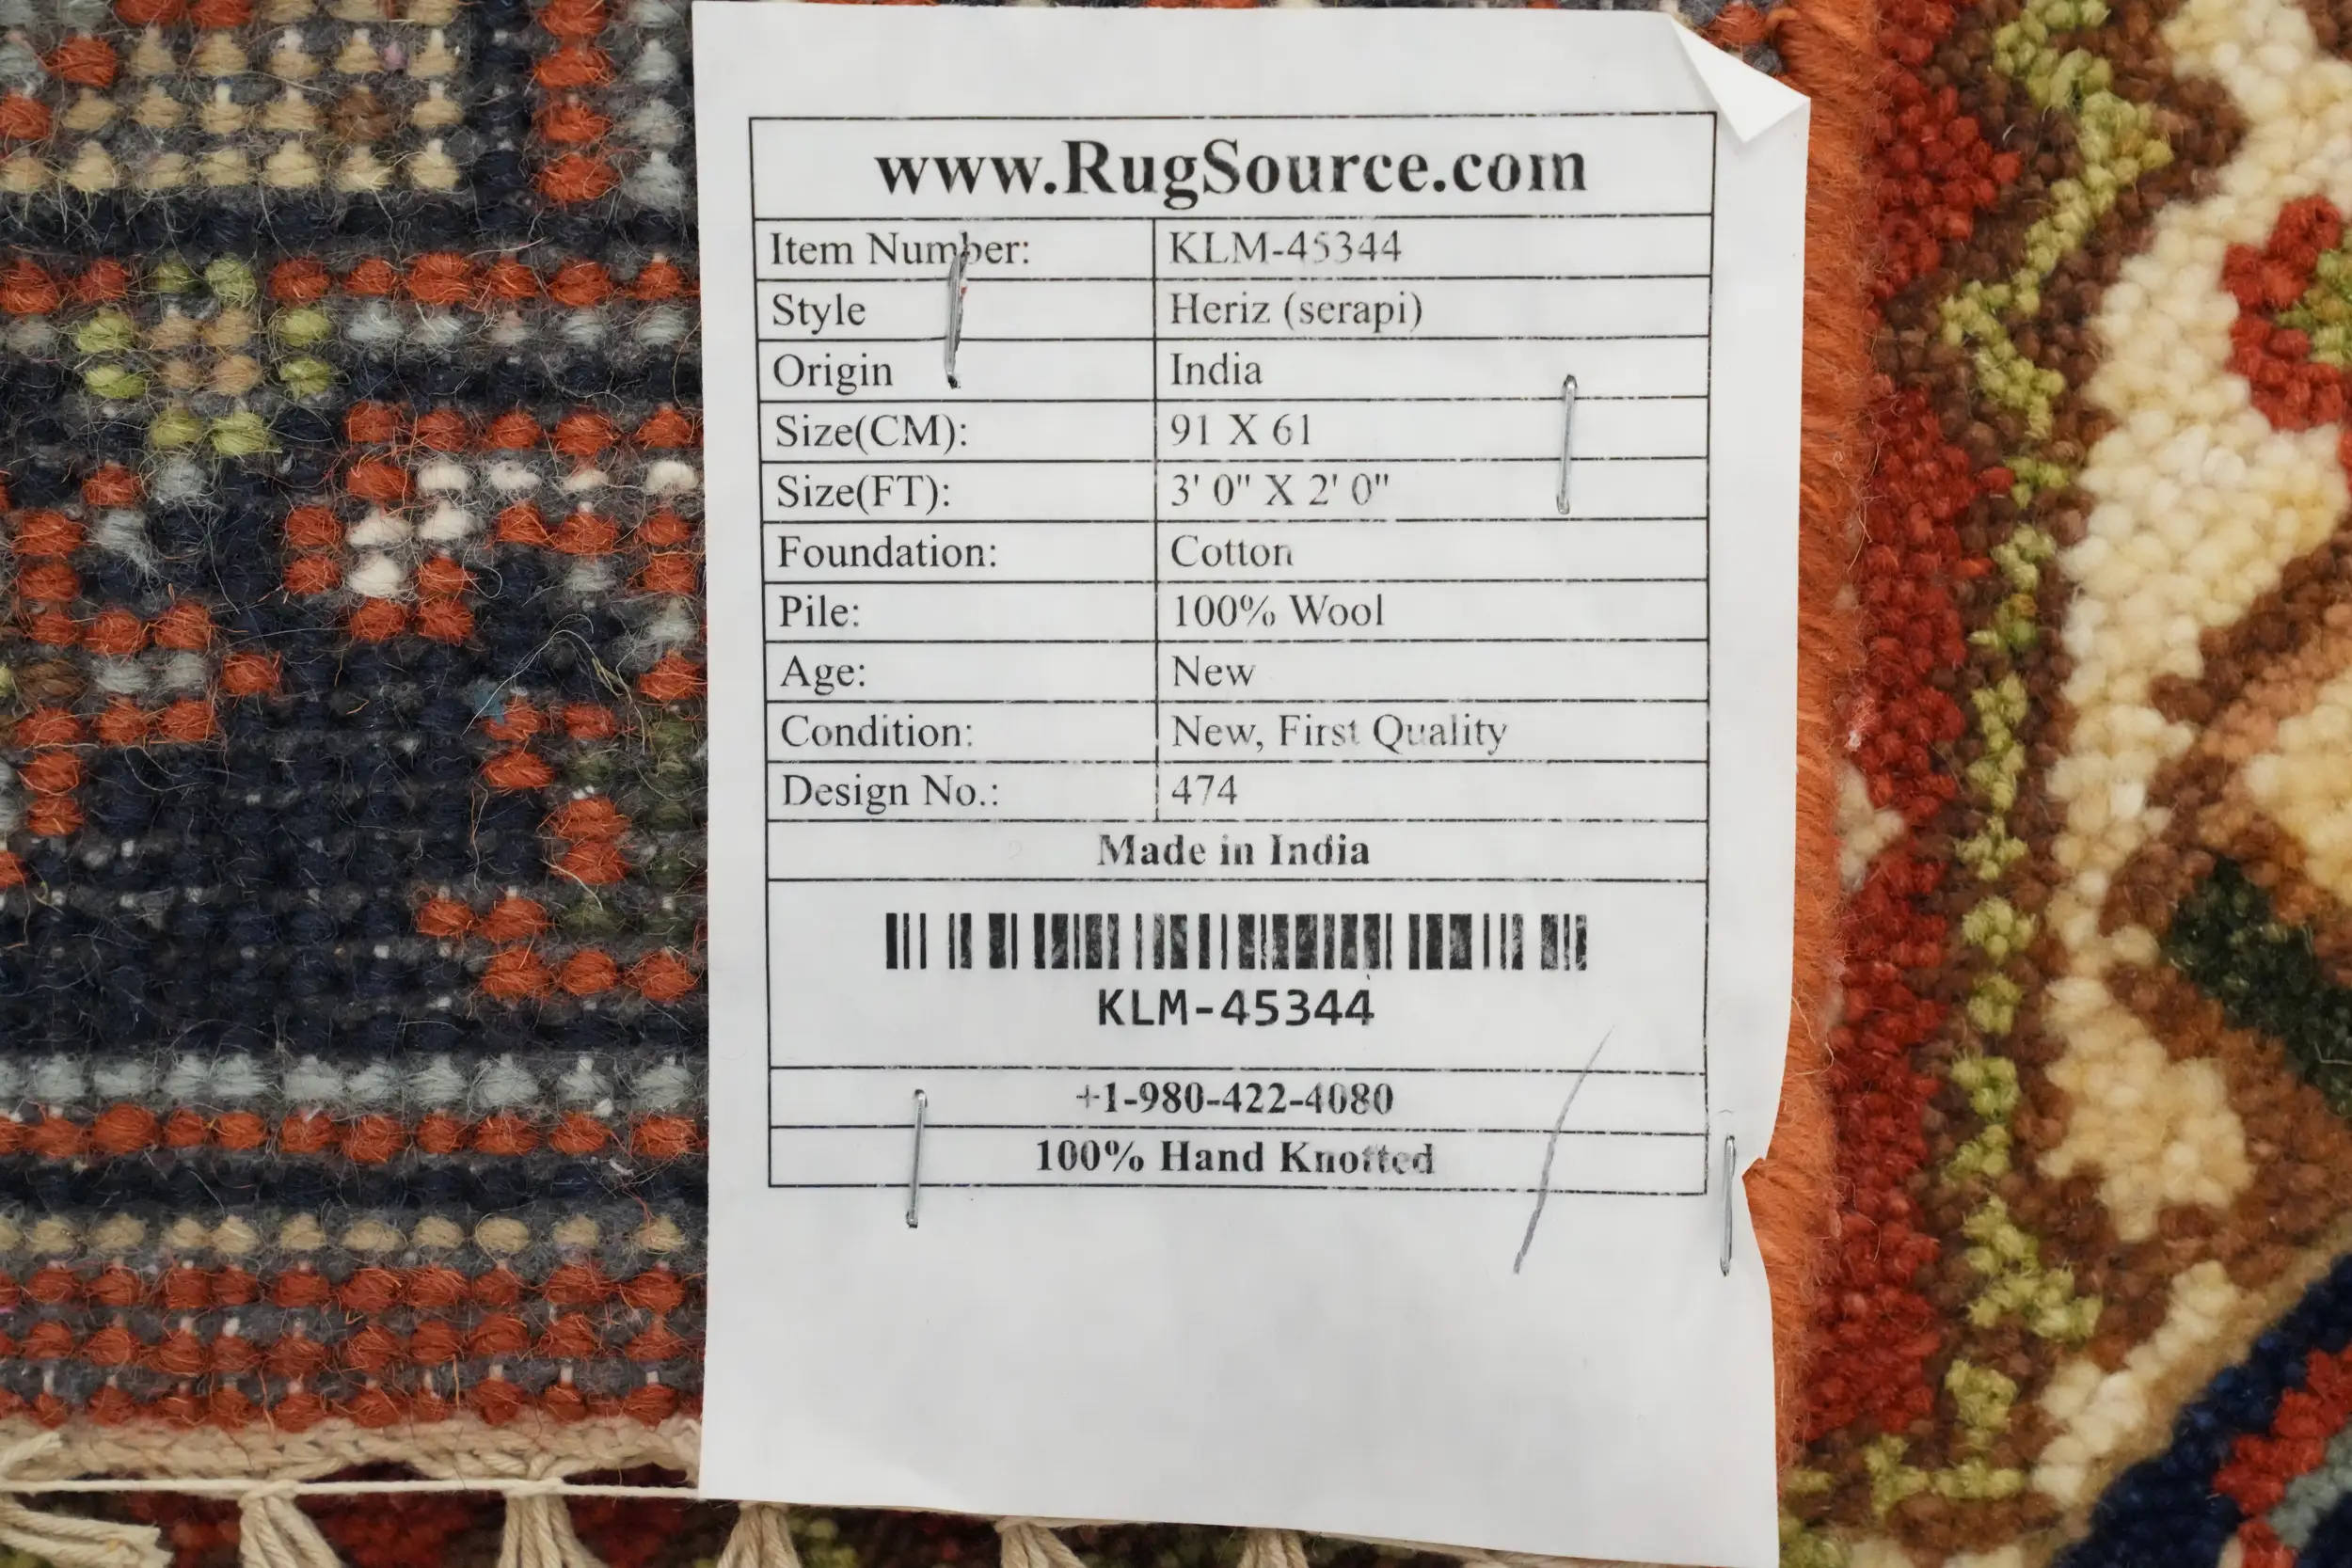 www.RugSource.com
Item Number: KLM-45344
Style Heriz (serapi)
Origin India
Size(CM): 91 X 61
Size(FT): 3' 0" X 2' 0"
Foundation: Cotton
Pile: 100% Wool
Age: New
Condition: New, First Quality
Design No.: 474
Made in India
KLM-45344
+1-980-422-4080
100% Hand Knotted